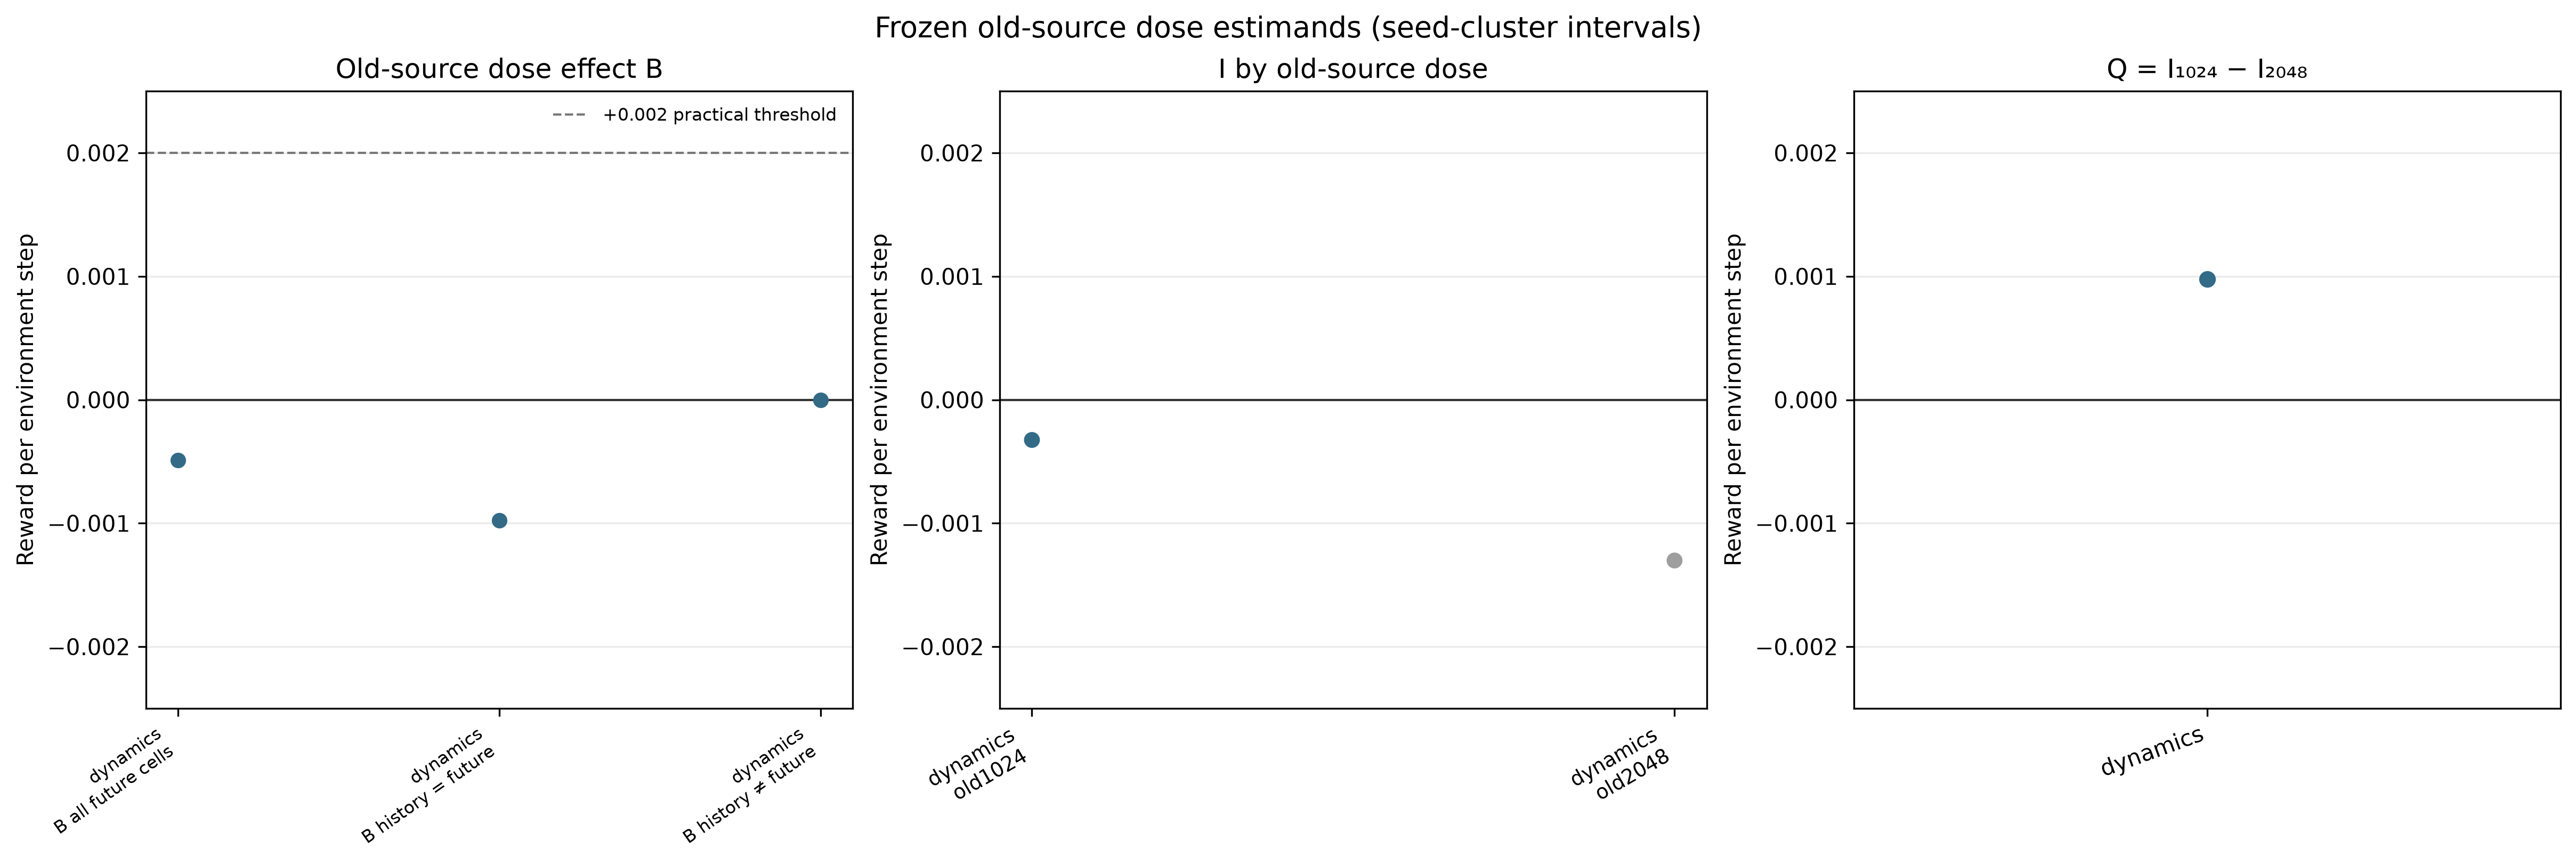 Frozen old-source dose estimands (seed-cluster intervals)
Old-source dose effect B
+0.002 practical threshold
Reward per environment step
0.002
0.001
0.000
−0.001
−0.002
dynamics
B all future cells
dynamics
B history = future
dynamics
B history ≠ future
I by old-source dose
Reward per environment step
0.002
0.001
0.000
−0.001
−0.002
dynamics
old1024
dynamics
old2048
Q = I₁₀₂₄ − I₂₀₄₈
Reward per environment step
0.002
0.001
0.000
−0.001
−0.002
dynamics